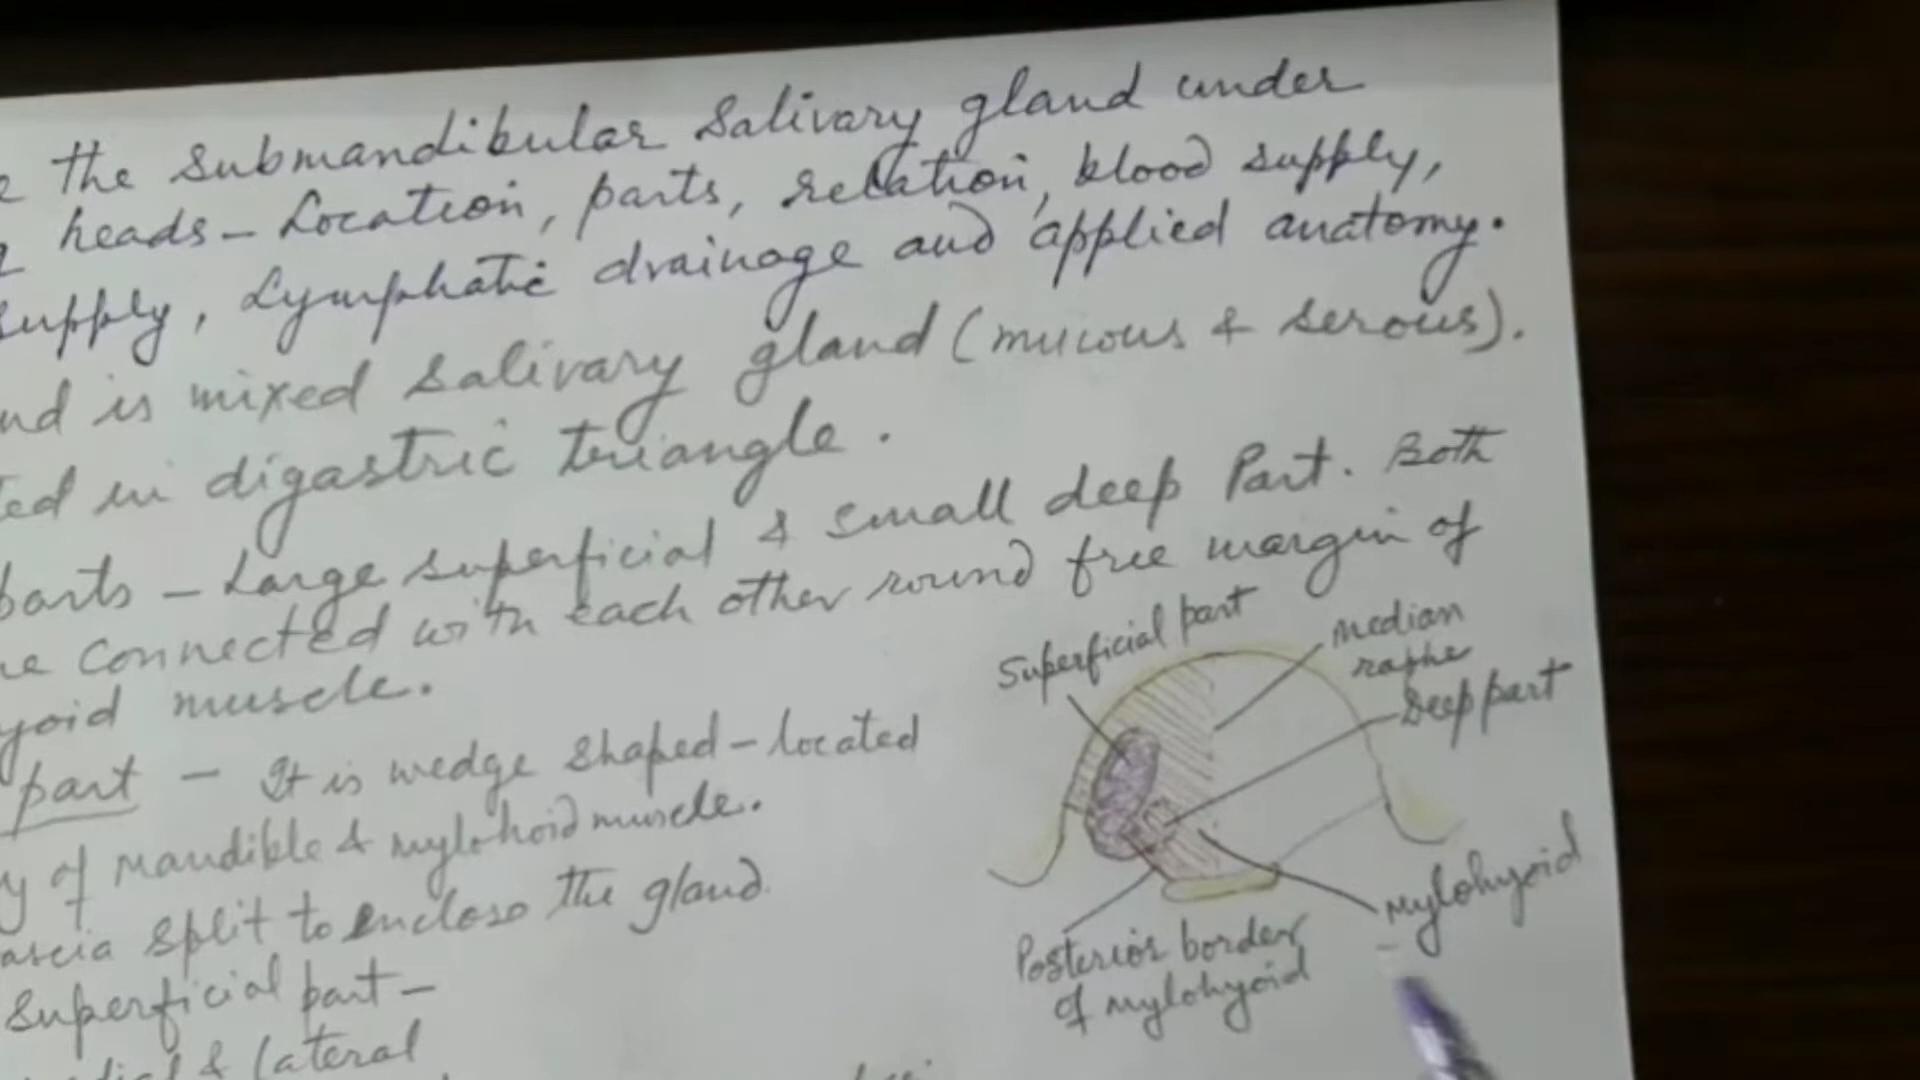 the submandibular salivary gland under
heads - Location, parts, relation, blood supply,
supply, Lymphatic drainage and applied anatomy.
is mixed salivary gland (mucous & serous).
in digastric triangle.
parts - Large superficial & small deep Part. Both
connected with each other round free margin of
yoid muscle.
part - It is wedge shaped - located
of mandible & mylohoid muscle.
ascia split to enclose the gland.
superficial part -
& lateral
Superficial part
Median
raphe
Deep part
Mylohyoid
Posterior border
of mylohyoid